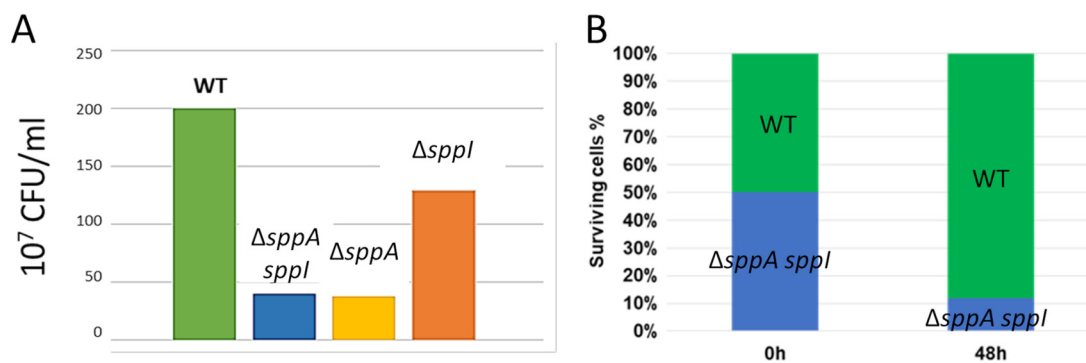 A
10⁷ CFU/ml
250
200
150
100
50
0
WT
ΔsppA
sppI
ΔsppA
ΔsppI
B
Surviving cells %
100%
90%
80%
70%
60%
50%
40%
30%
20%
10%
0%
WT
ΔsppA sppI
WT
ΔsppA sppI
0h
48h